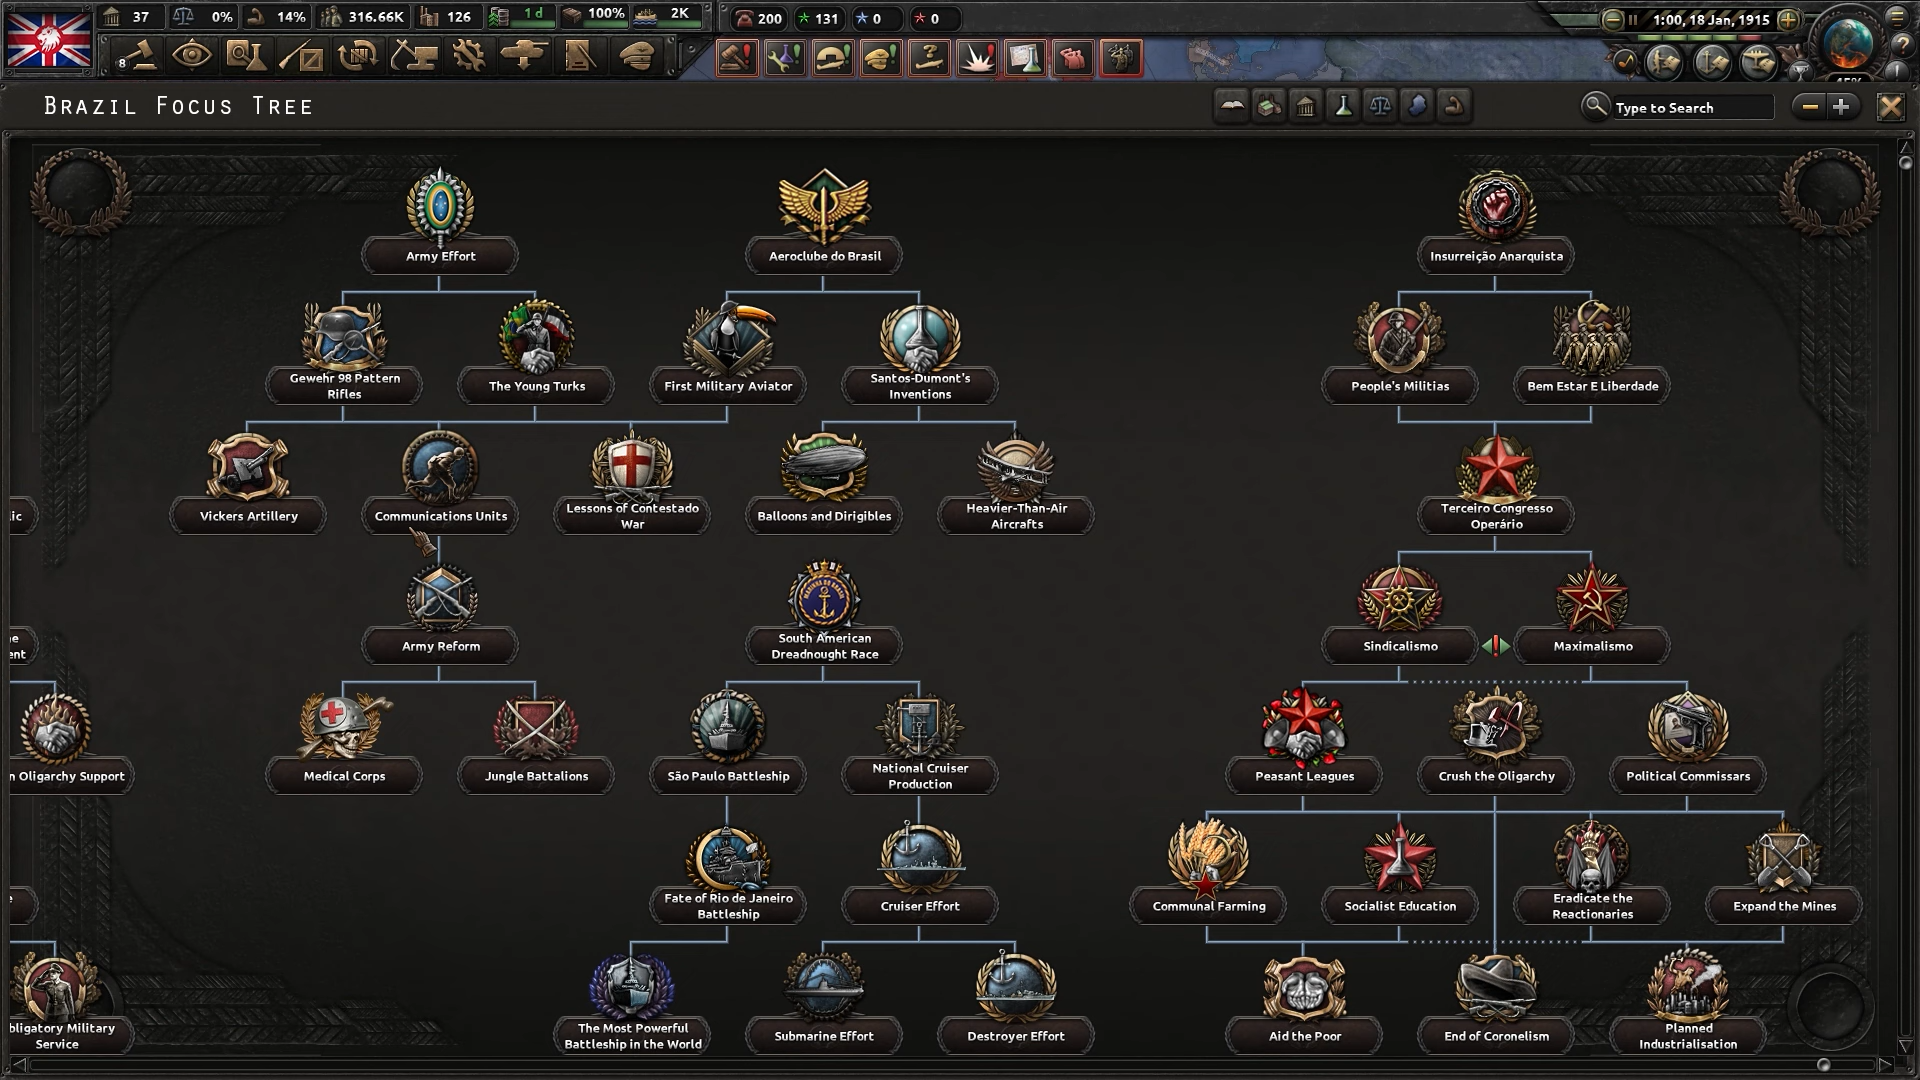 37
0%
14%
316.66K
126
1 d
100%
2K
200
131
0
0
1:00, 18 Jan, 1915
8
BRAZIL FOCUS TREE
Type to Search
Army Effort
Aeroclube do Brasil
Insurreição Anarquista
Gewehr 98 Pattern
Rifles
The Young Turks
First Military Aviator
Santos-Dumont's
Inventions
People's Militias
Bem Estar E Liberdade
ic
Vickers Artillery
Communications Units
Lessons of Contestado
War
Balloons and Dirigibles
Heavier-Than-Air
Aircrafts
Terceiro Congresso
Operário
ent
Army Reform
South American
Dreadnought Race
Sindicalismo
Maximalismo
n Oligarchy Support
Medical Corps
Jungle Battalions
São Paulo Battleship
National Cruiser
Production
Peasant Leagues
Crush the Oligarchy
Political Commissars
Fate of Rio de Janeiro
Battleship
Cruiser Effort
Communal Farming
Socialist Education
Eradicate the
Reactionaries
Expand the Mines
bligatory Military
Service
The Most Powerful
Battleship in the World
Submarine Effort
Destroyer Effort
Aid the Poor
End of Coronelism
Planned
Industrialisation